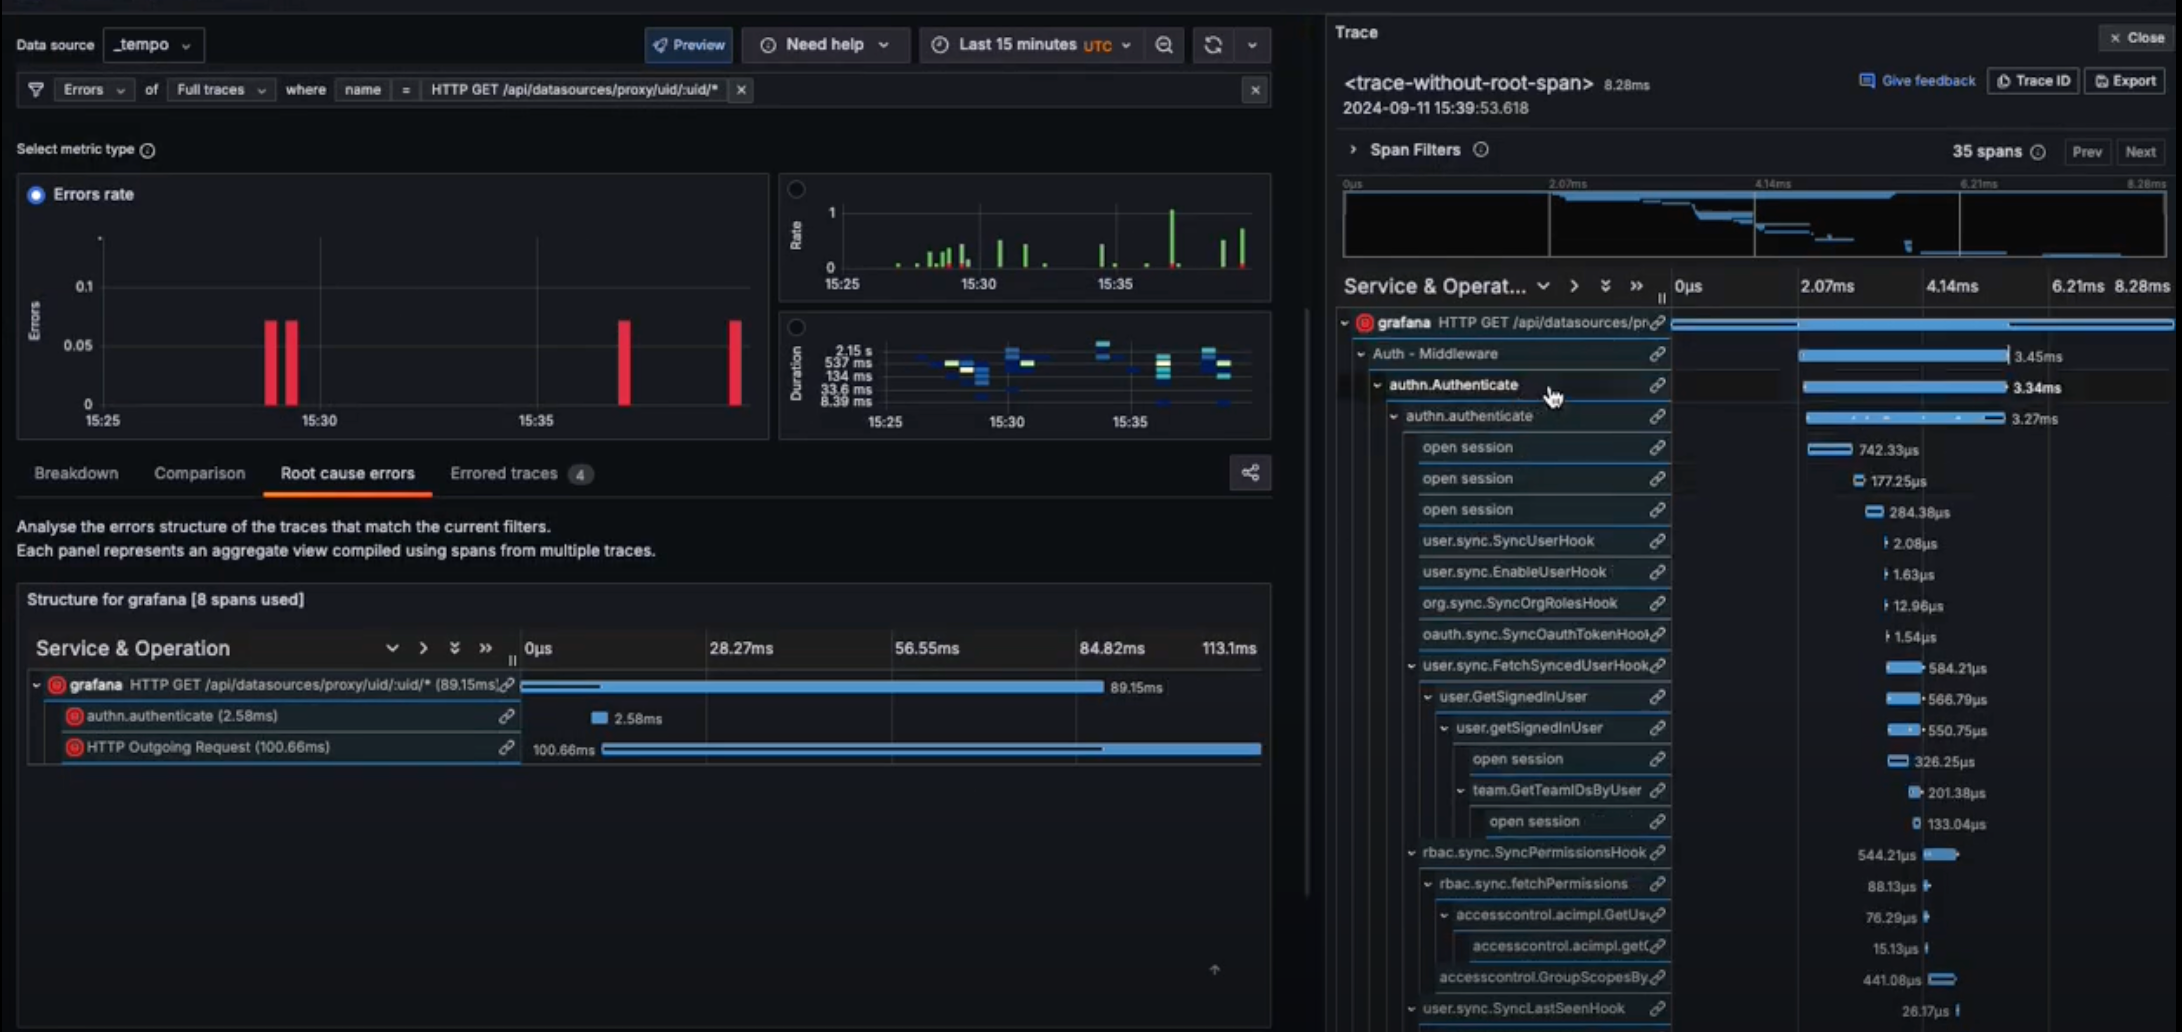 Data source _tempo Preview Need help Last 15 minutes UTC
Errors of Full traces where name = HTTP GET /api/datasources/proxy/uid/:uid/*
Select metric type
Errors rate
Errors
0.1
0.05
0
15:25 15:30 15:35
Rate
1
0
15:25 15:30 15:35
Duration
2.15 s
537 ms
134 ms
33.6 ms
8.39 ms
15:25 15:30 15:35
Breakdown Comparison Root cause errors Errored traces 4
Analyse the errors structure of the traces that match the current filters.
Each panel represents an aggregate view compiled using spans from multiple traces.
Structure for grafana [8 spans used]
Service & Operation 0µs 28.27ms 56.55ms 84.82ms 113.1ms
grafana HTTP GET /api/datasources/proxy/uid/:uid/* (89.15ms) 89.15ms
authn.authenticate (2.58ms) 2.58ms
HTTP Outgoing Request (100.66ms) 100.66ms
Trace
Close
<trace-without-root-span> 8.28ms
Give feedback Trace ID Export
2024-09-11 15:39:53.618
Span Filters 35 spans Prev Next
0µs 2.07ms 4.14ms 6.21ms 8.28ms
Service & Operat... 0µs 2.07ms 4.14ms 6.21ms 8.28ms
grafana HTTP GET /api/datasources/pr
Auth - Middleware 3.45ms
authn.Authenticate 3.34ms
authn.authenticate 3.27ms
open session 742.33µs
open session 177.25µs
open session 284.38µs
user.sync.SyncUserHook 2.08µs
user.sync.EnableUserHook 1.63µs
org.sync.SyncOrgRolesHook 12.96µs
oauth.sync.SyncOauthTokenHook 1.54µs
user.sync.FetchSyncedUserHook 584.21µs
user.GetSignedInUser 566.79µs
user.getSignedInUser 550.75µs
open session 326.25µs
team.GetTeamIDsByUser 201.38µs
open session 133.04µs
rbac.sync.SyncPermissionsHook 544.21µs
rbac.sync.fetchPermissions 88.13µs
accesscontrol.acimpl.GetUs 76.29µs
accesscontrol.acimpl.get 15.13µs
accesscontrol.GroupScopesBy 441.08µs
user.sync.SyncLastSeenHook 26.17µs